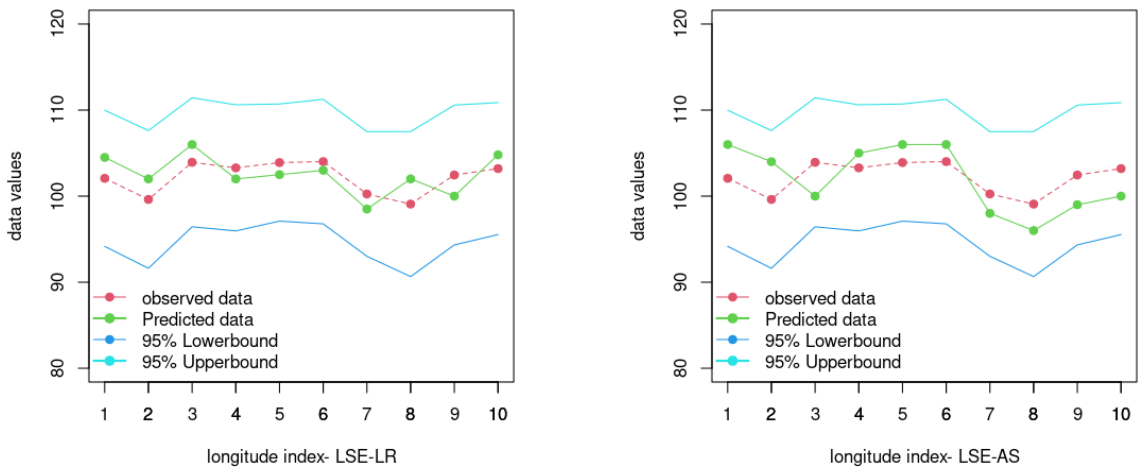 120
110
100
90
80
data values
observed data
Predicted data
95% Lowerbound
95% Upperbound
1 2 3 4 5 6 7 8 9 10
longitude index- LSE-LR
120
110
100
90
80
data values
observed data
Predicted data
95% Lowerbound
95% Upperbound
1 2 3 4 5 6 7 8 9 10
longitude index- LSE-AS